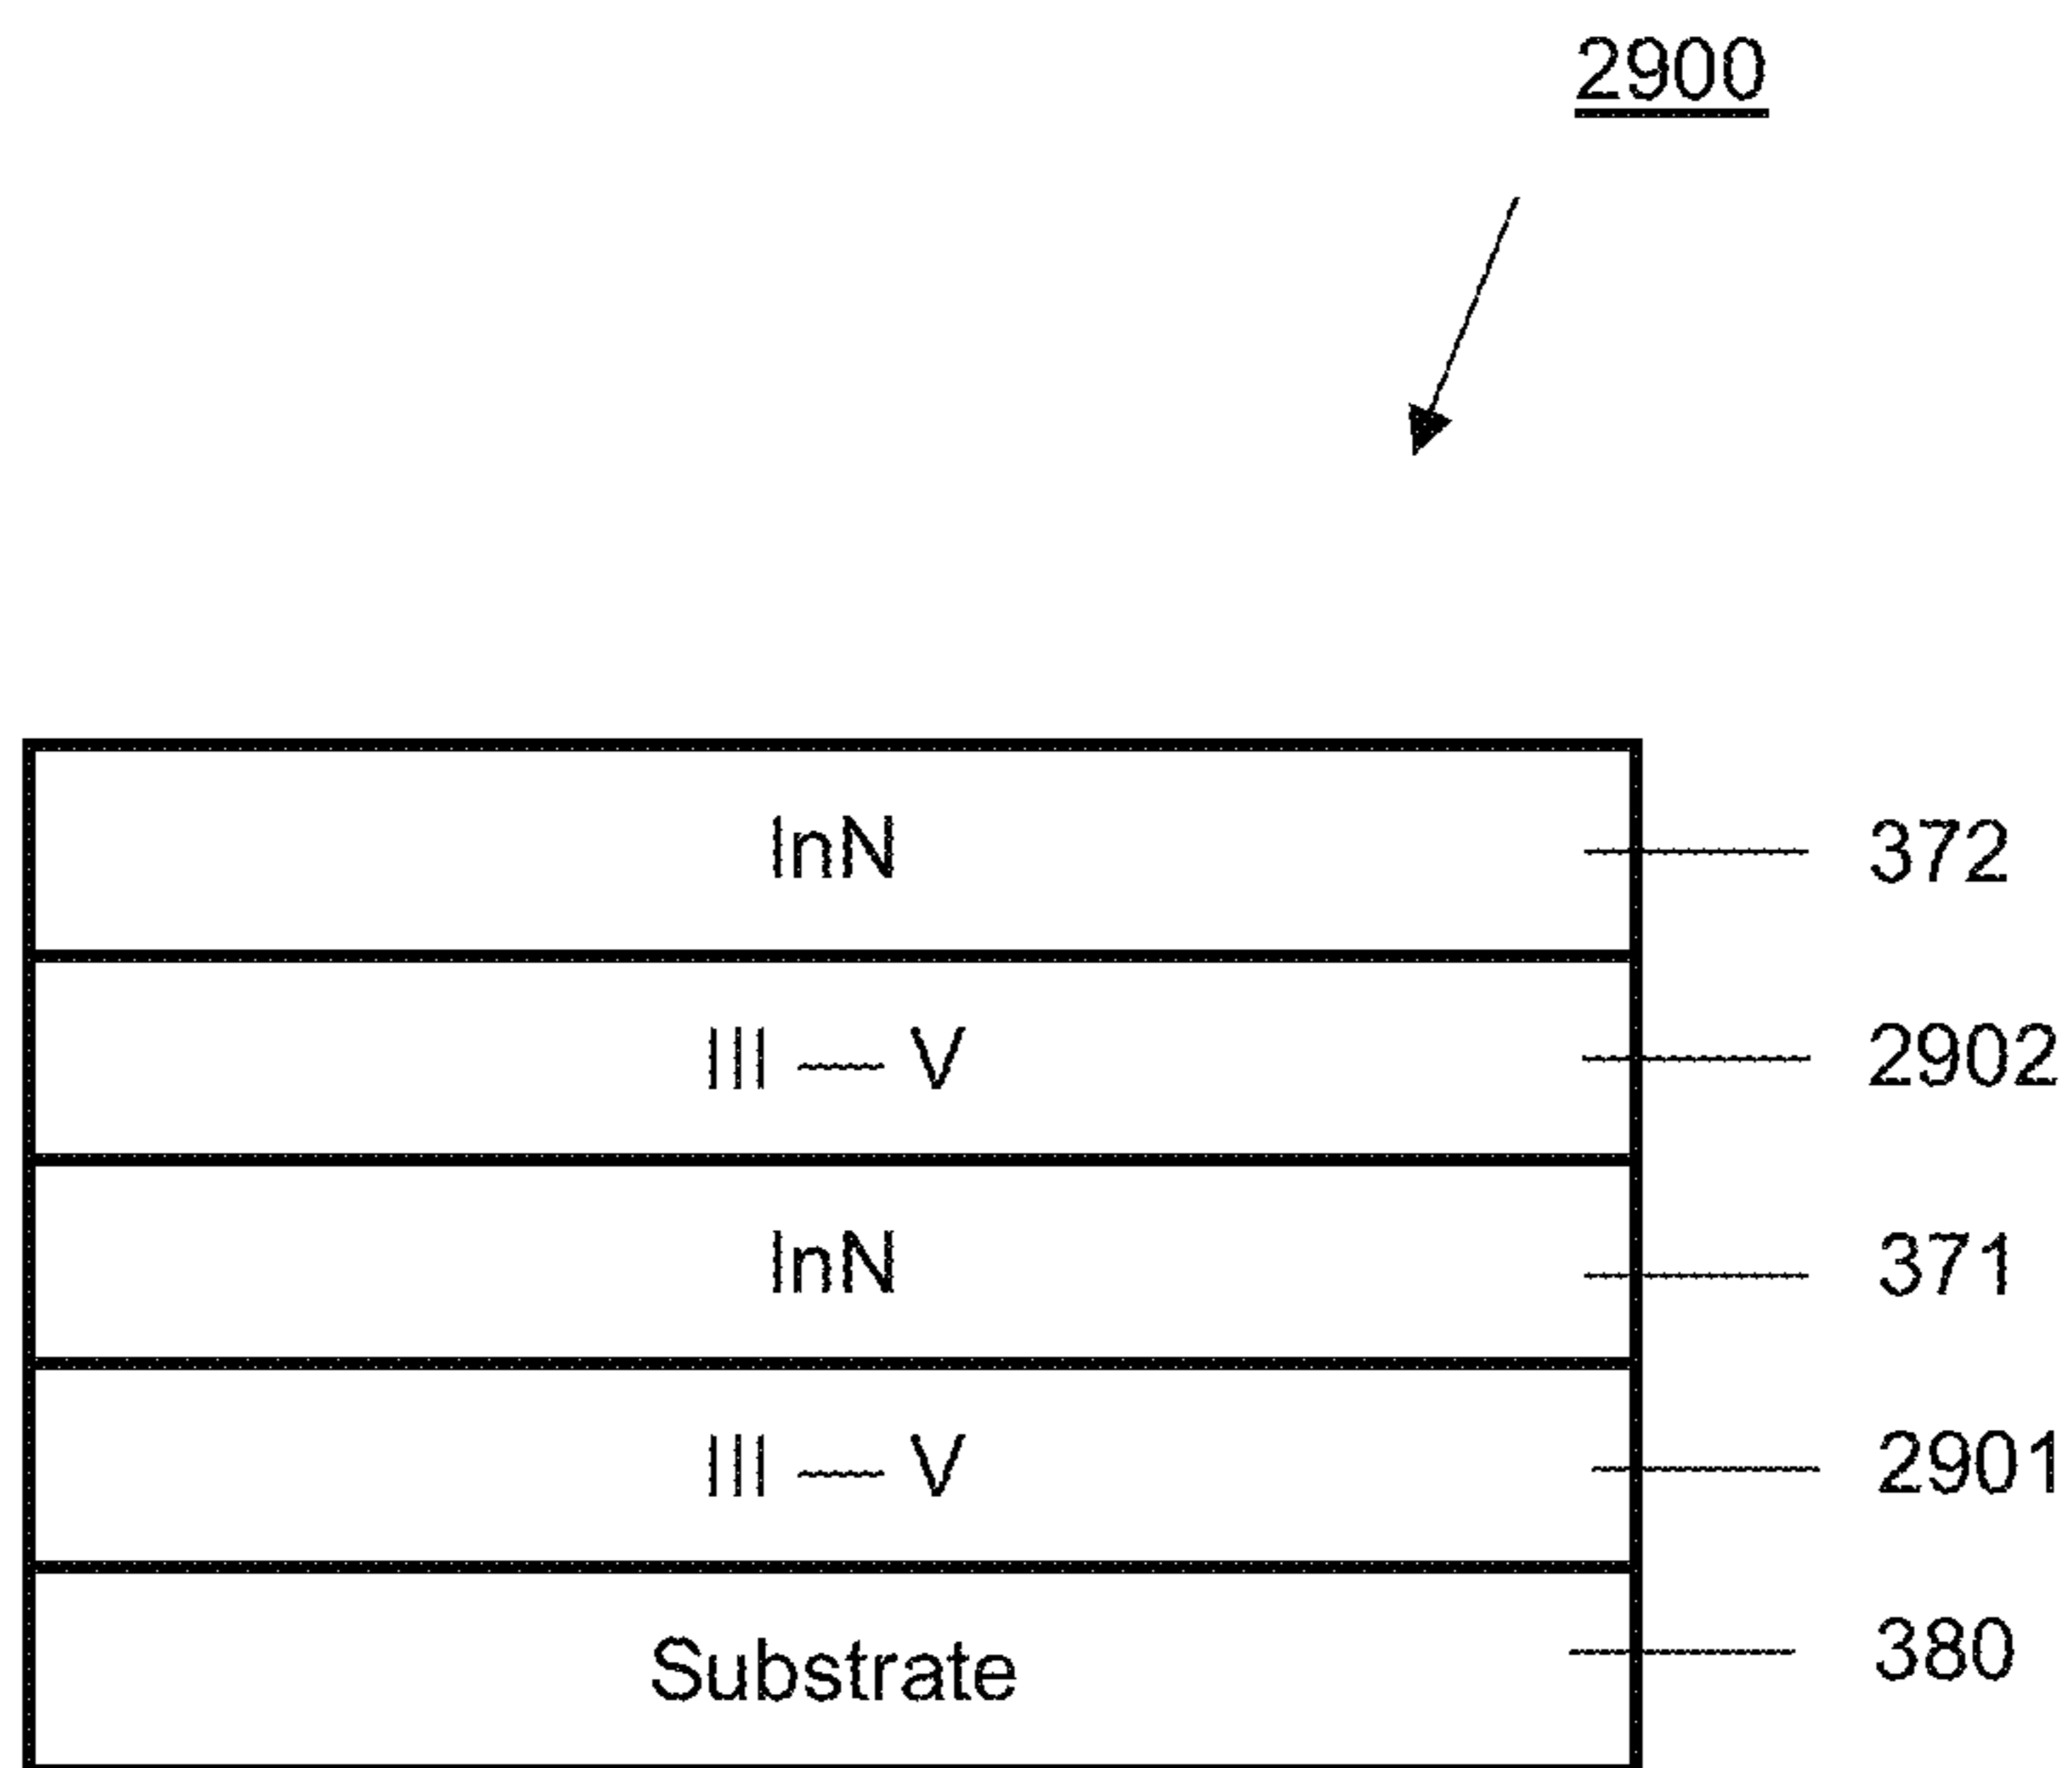 2900
InN 372
III — V 2902
InN 371
III — V 2901
Substrate 380